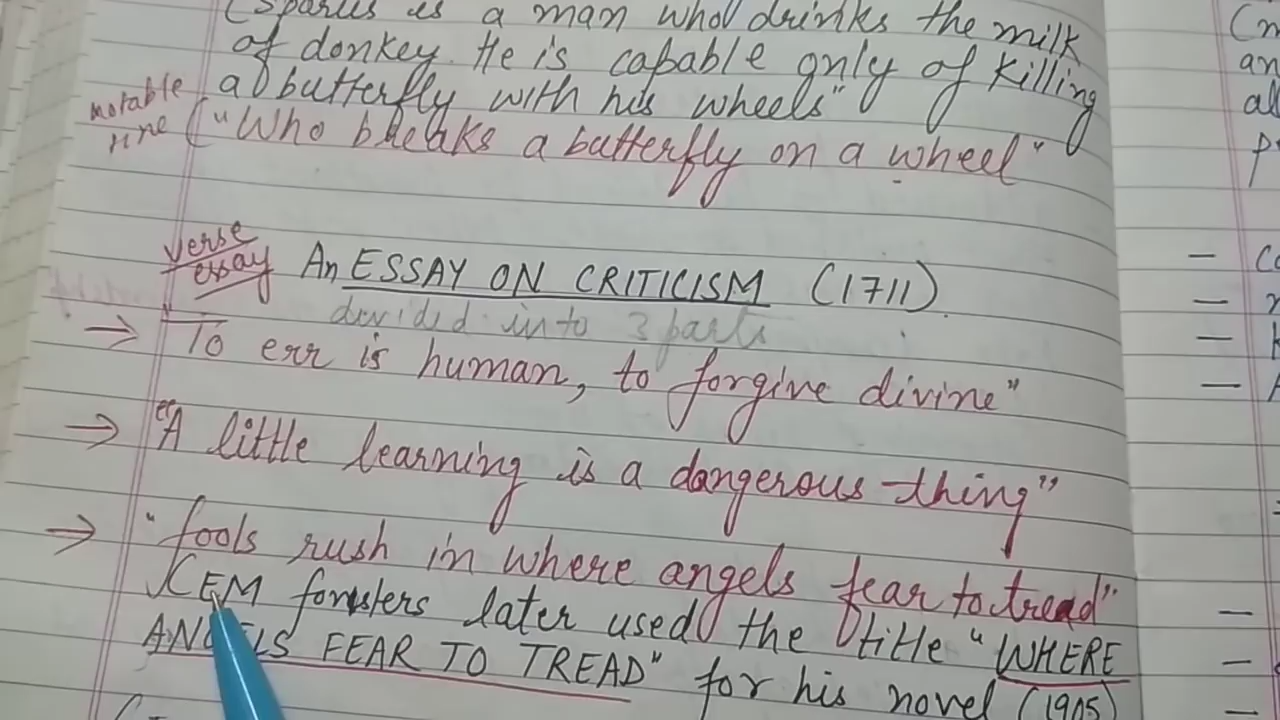 (Sporus is a man who drinks the milk
of donkey. He is capable only of killing
a butterfly with his wheels"
notable
line
("Who breaks a butterfly on a wheel"
verse
essay
An ESSAY ON CRITICISM (1711).
divided into 3 parts
→ "To err is human, to forgive divine"
→ "A little learning is a dangerous thing"
→ "fools rush in where angels fear to tread"
(EM forsters later used the title "WHERE
ANGELS FEAR TO TREAD" for his novel (1905)